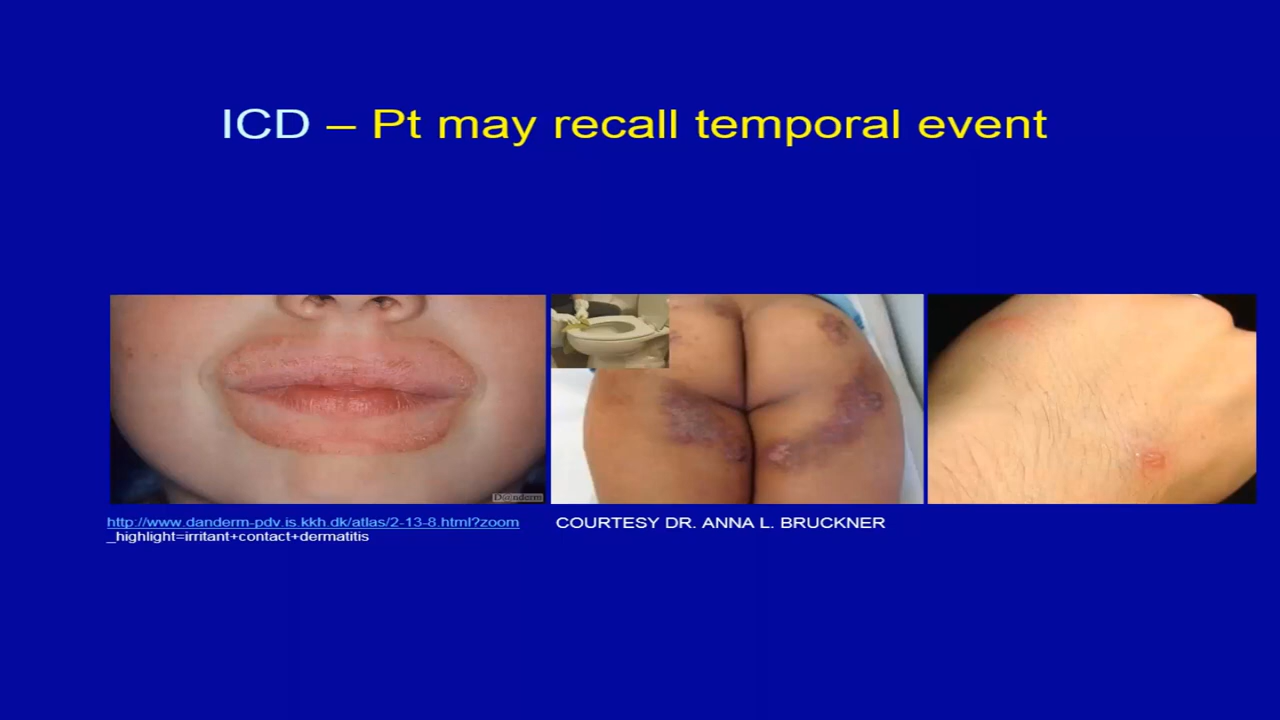 ICD – Pt may recall temporal event
D@nderm
http://www.danderm-pdv.is.kkh.dk/atlas/2-13-8.html?zoom
_highlight=irritant+contact+dermatitis
COURTESY DR. ANNA L. BRUCKNER